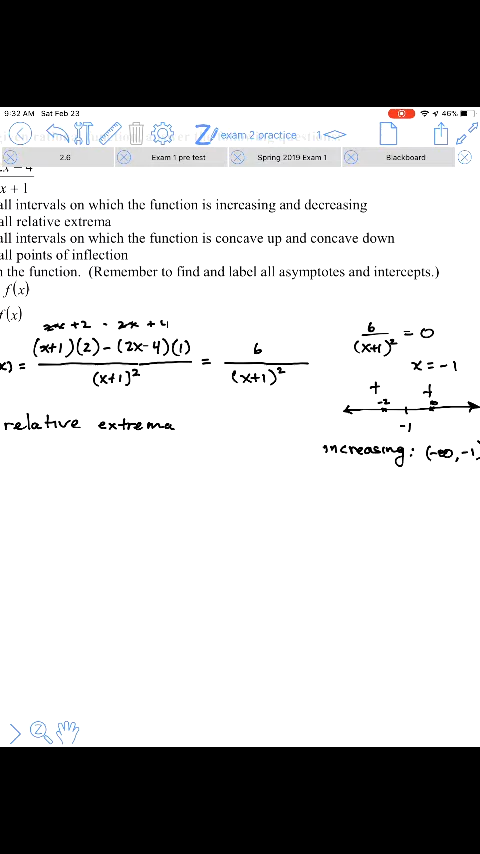 9:32 AM Sat Feb 23
46%
exam 2 practice 1
2.6 Exam 1 pre test Spring 2019 Exam 1 Blackboard
x + 1
all intervals on which the function is increasing and decreasing
all relative extrema
all intervals on which the function is concave up and concave down
all points of inflection
the function. (Remember to find and label all asymptotes and intercepts.)
f(x)
f(x)
2x + 2 - 2x + 4
(x+1)(2) - (2x-4)(1) / (x+1)² = 6 / (x+1)²
6 / (x+1)² = 0
x = -1
+ +
-2 0
-1
relative extrema
increasing: (-∞, -1)